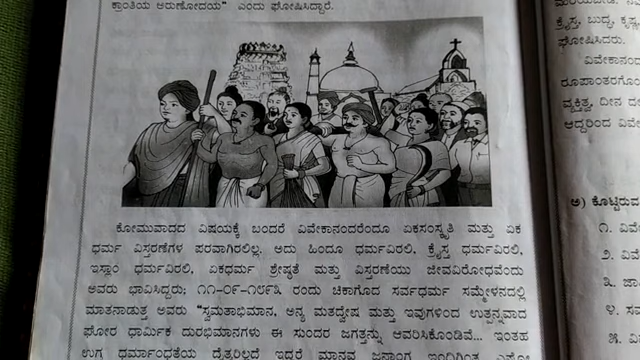 ಕ್ರಾಂತಿಯ ಅರುಣೋದಯ" ಎಂದು ಘೋಷಿಸಿದ್ದಾರೆ.
ಕೋಮುವಾದದ ವಿಷಯಕ್ಕೆ ಬಂದರೆ ವಿವೇಕಾನಂದರೆಂದೂ ಏಕಸಂಸ್ಕೃತಿ ಮತ್ತು ಏಕ
ಧರ್ಮ ವಿಸ್ತರಣೆಗಳ ಪರವಾಗಿರಲಿಲ್ಲ. ಅದು ಹಿಂದೂ ಧರ್ಮವಿರಲಿ, ಕ್ರೈಸ್ತ ಧರ್ಮವಿರಲಿ,
ಇಸ್ಲಾಂ ಧರ್ಮವಿರಲಿ, ಏಕಧರ್ಮ ಶ್ರೇಷ್ಠತೆ ಮತ್ತು ವಿಸ್ತರಣೆಯು ಜೀವವಿರೋಧವೆಂದು
ಅವರು ಭಾವಿಸಿದ್ದರು; ೧೧-೦೯-೧೮೯೩ ರಂದು ಚಿಕಾಗೊದ ಸರ್ವಧರ್ಮ ಸಮ್ಮೇಳನದಲ್ಲಿ
ಮಾತನಾಡುತ್ತ ಅವರು "ಸ್ವಮತಾಭಿಮಾನ, ಅನ್ಯ ಮತದ್ವೇಷ ಮತ್ತು ಇವುಗಳಿಂದ ಉತ್ಪನ್ನವಾದ
ಘೋರ ಧಾರ್ಮಿಕ ದುರಭಿಮಾನಗಳು ಈ ಸುಂದರ ಜಗತ್ತನ್ನು ಆವರಿಸಿಕೊಂಡಿವೆ... ಇಂತಹ
ಉಗ್ರ ಧರ್ಮಾಂಧತೆಯ ದೈತ್ಯರಿಲ್ಲದೆ ಇದ್ದರೆ ಮಾನವ ಜನಾಂಗ
ಕ್ರೈಸ್ತ, ಬುದ್ಧ, ಕೃಷ್ಣ
ಘೋಷಿಸಿದರು.
ವಿವೇಕಾನಂದ
ರೂಪಾಂತರಗೊ
ವ್ಯಕ್ತಿತ್ವ, ದೀನ ದ
ಆದ್ದರಿಂದ ವಿವೇ
ಅ) ಕೊಟ್ಟಿರುವ
೧. ವಿವೇ
೨. ವಿವೇ
೩.
೪.
೫.